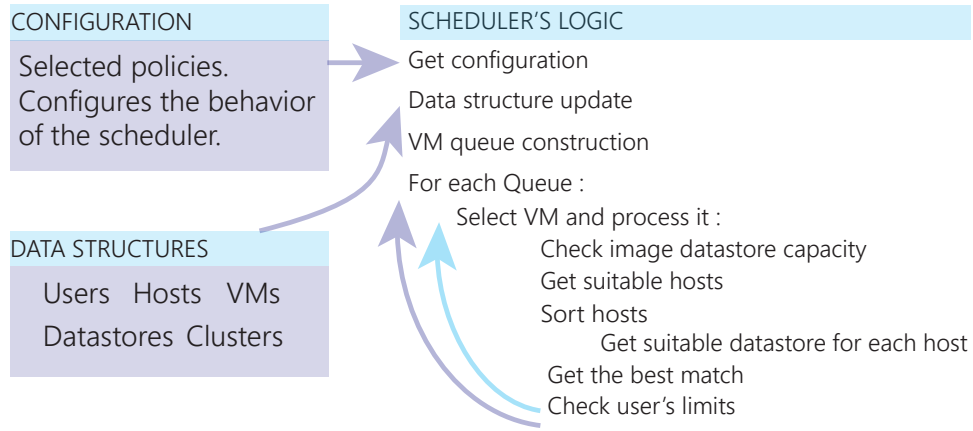 CONFIGURATION
Selected policies.
Configures the behavior
of the scheduler.
DATA STRUCTURES
Users Hosts VMs
Datastores Clusters
SCHEDULER’S LOGIC
Get configuration
Data structure update
VM queue construction
For each Queue :
Select VM and process it :
Check image datastore capacity
Get suitable hosts
Sort hosts
Get suitable datastore for each host
Get the best match
Check user’s limits